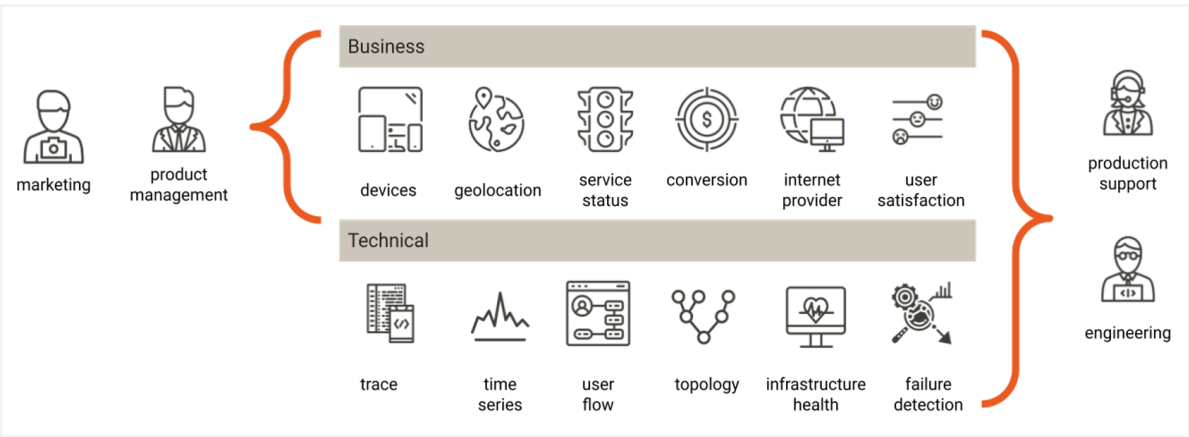 Business
marketing
product
management
devices
geolocation
service
status
conversion
internet
provider
user
satisfaction
production
support
Technical
trace
time
series
user
flow
topology
infrastructure
health
failure
detection
engineering